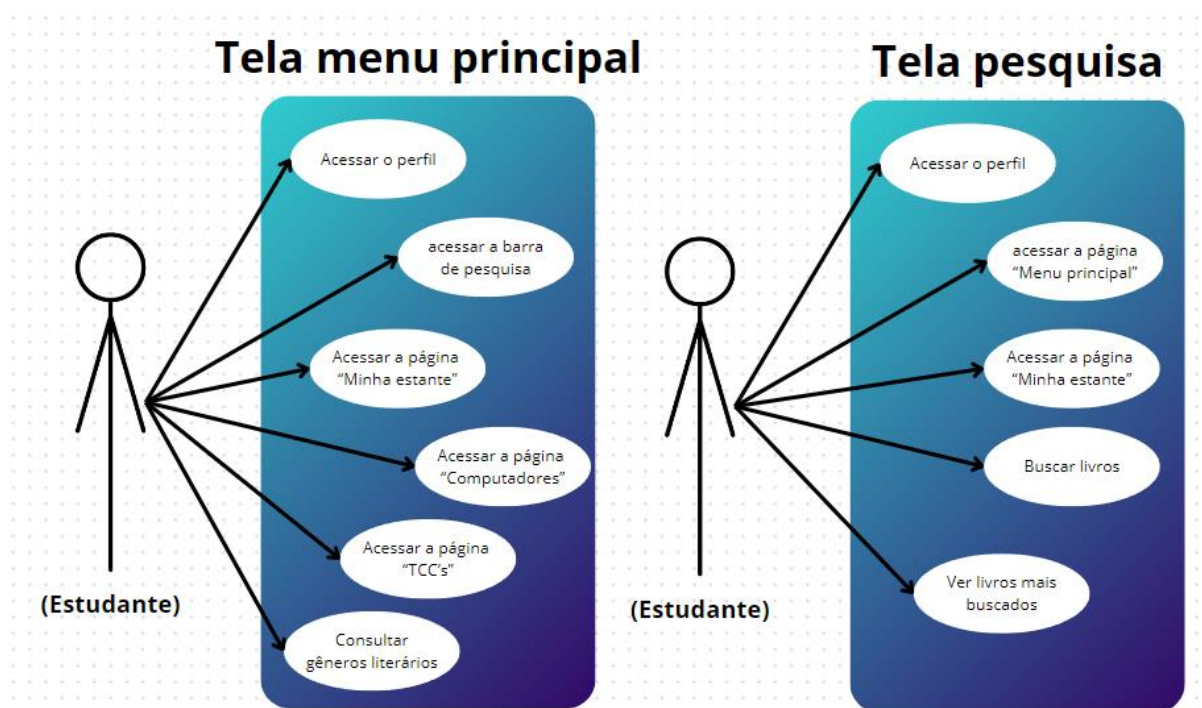 Tela menu principal
Acessar o perfil
acessar a barra
de pesquisa
Acessar a página
“Minha estante”
Acessar a página
“Computadores”
Acessar a página
“TCC’s”
Consultar
gêneros literários
(Estudante)
Tela pesquisa
Acessar o perfil
acessar a página
“Menu principal”
Acessar a página
“Minha estante”
Buscar livros
Ver livros mais
buscados
(Estudante)